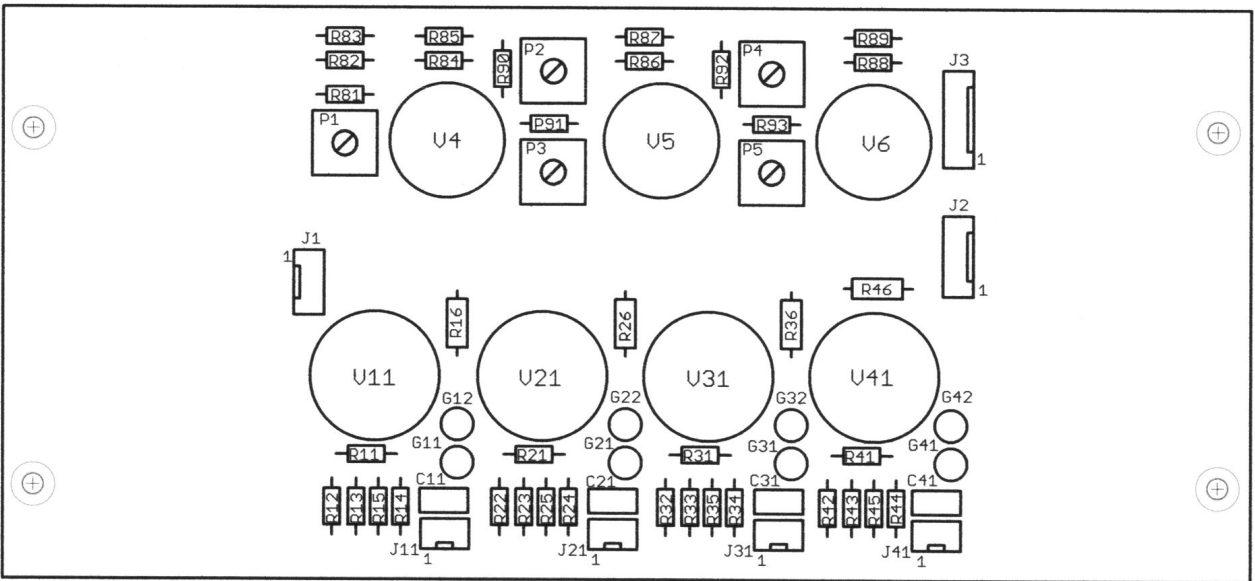 R83 R85 R87 R89
R82 R84 R90 P2 R86 R92 P4 R88 J3
R81
P1 V4 P91 V5 R93 V6
P3 P5 1
J2
J1
1
1
R46
R16 R26 R36
V11 V21 V31 V41
G12 G22 G32 G42
G11 G21 G31 G41
R11 R21 R31 R41
C11 C21 C31 C41
R12 R13 R15 R14 R22 R23 R25 R24 R32 R33 R35 R34 R42 R43 R45 R44
J11 1 J21 1 J31 1 J41 1